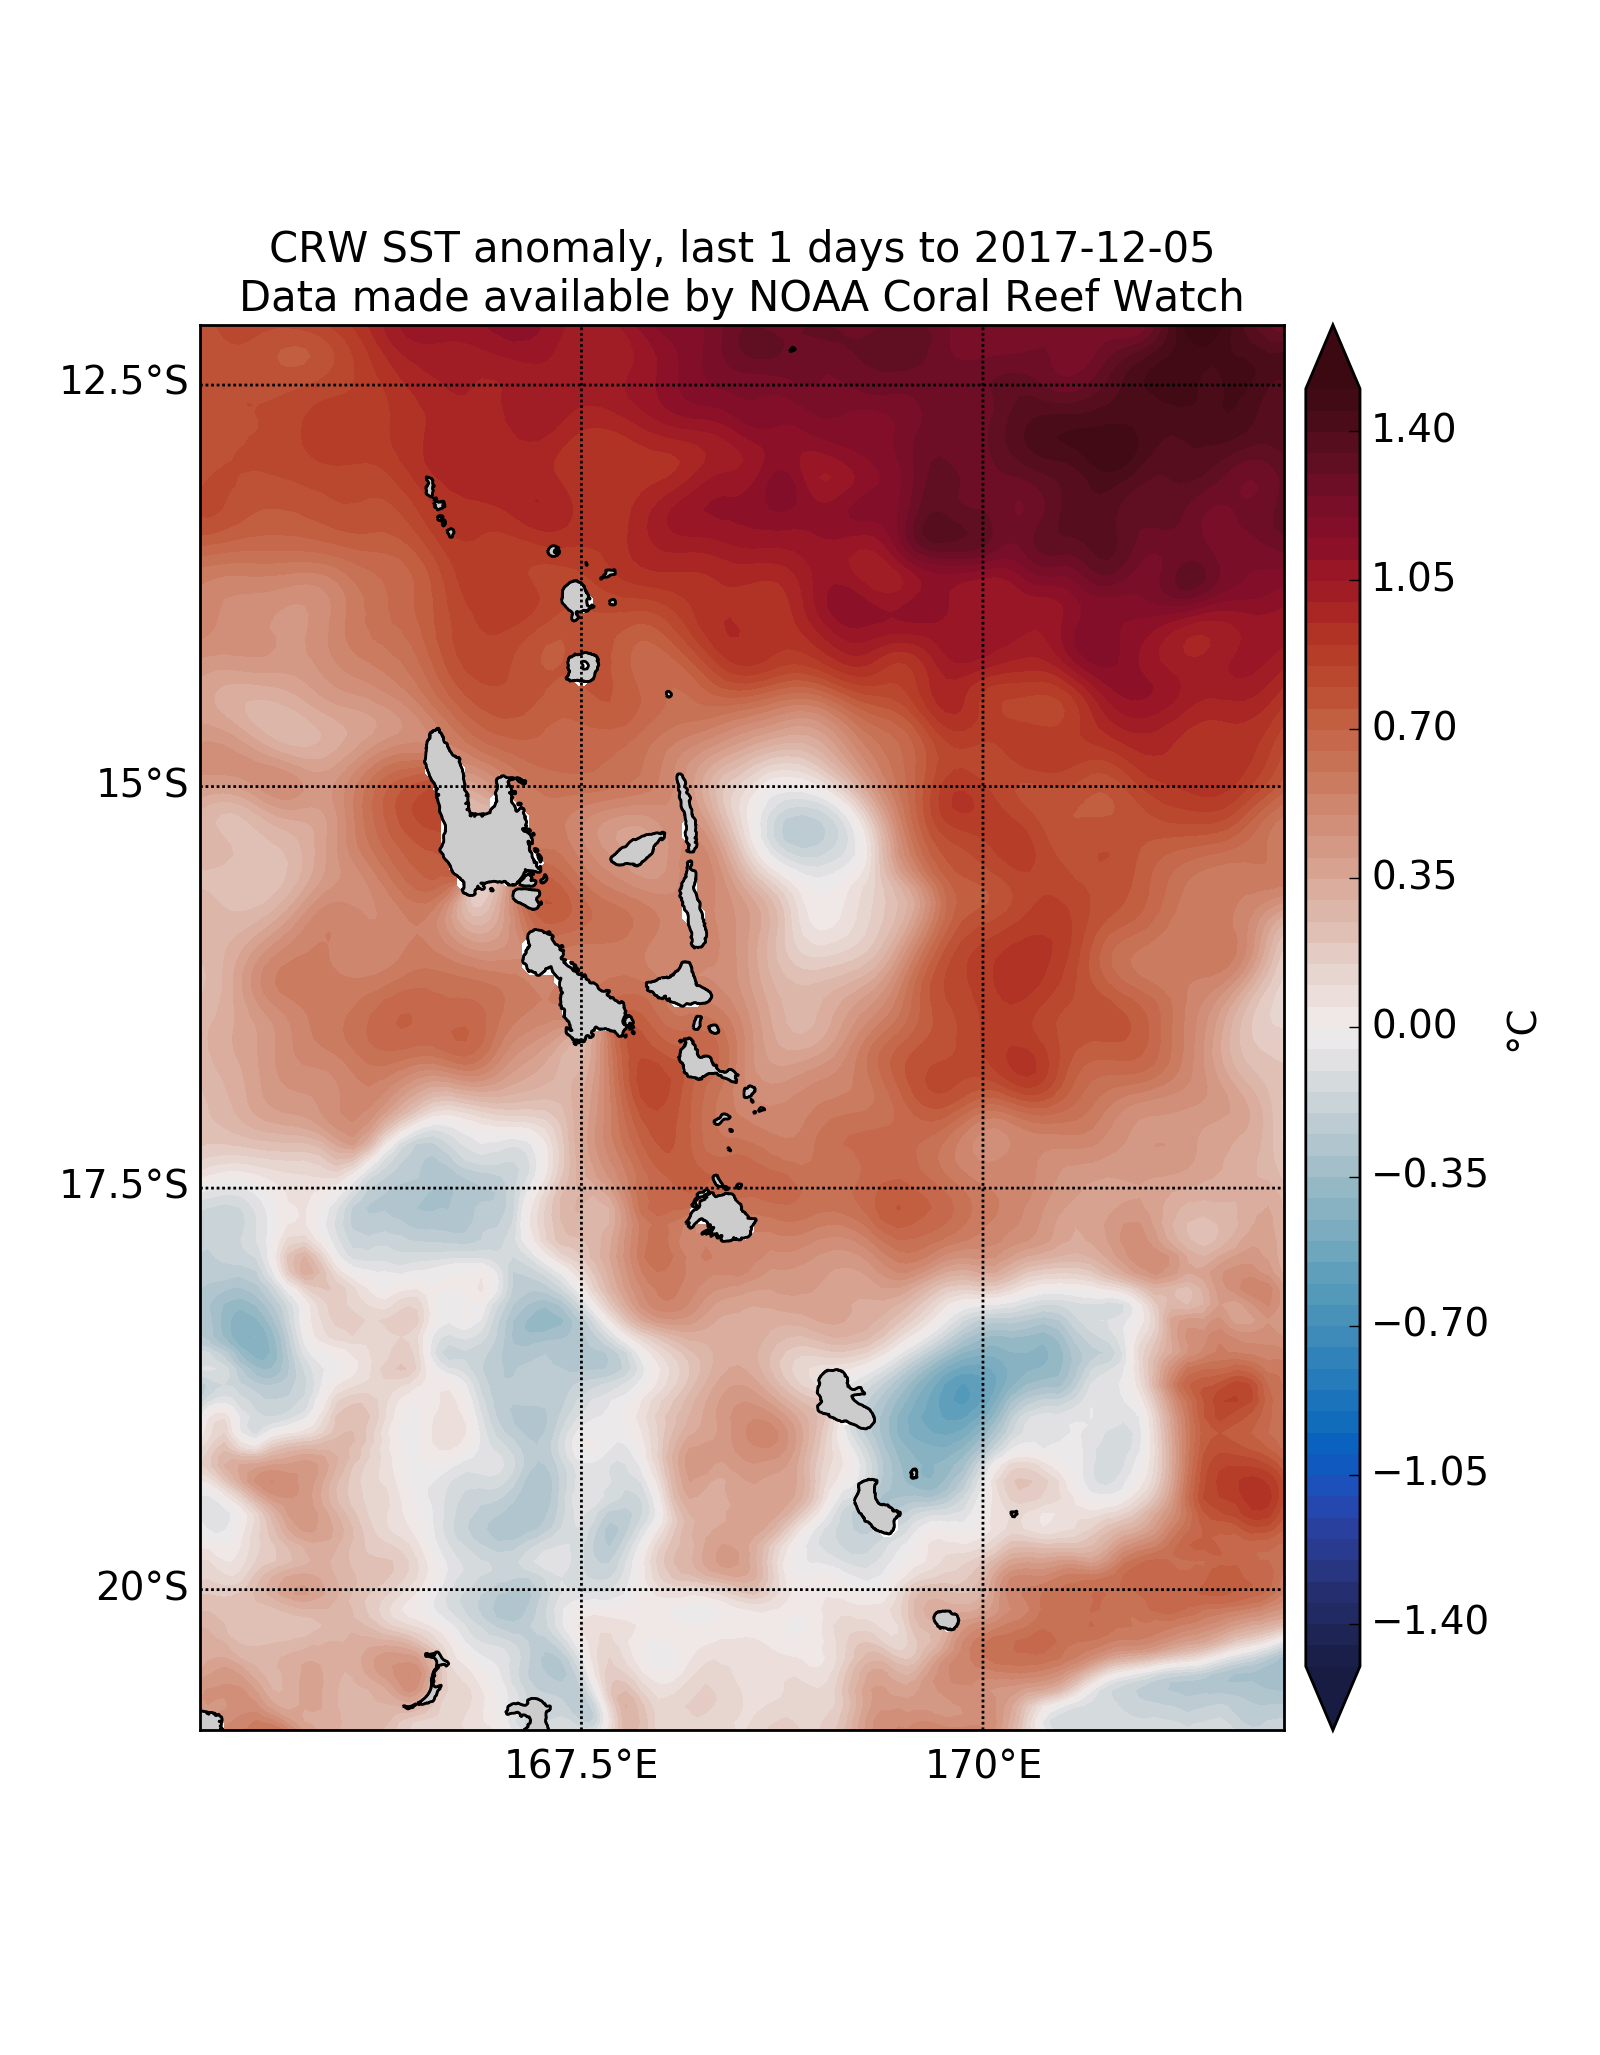 CRW SST anomaly, last 1 days to 2017-12-05
Data made available by NOAA Coral Reef Watch
12.5°S
15°S
17.5°S
20°S
167.5°E
170°E
1.40
1.05
0.70
0.35
0.00
−0.35
−0.70
−1.05
−1.40
°C